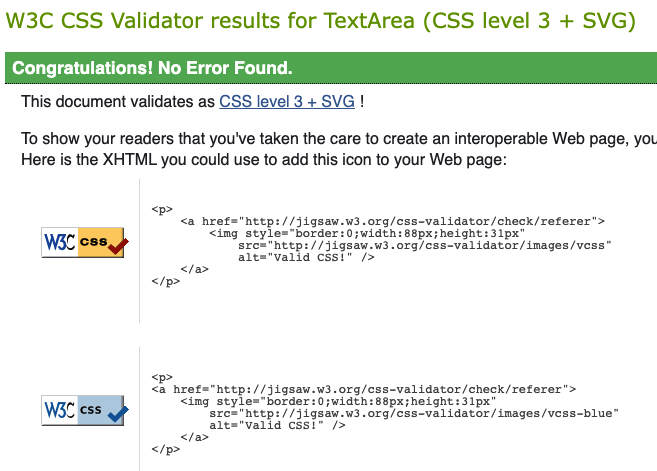 W3C CSS Validator results for TextArea (CSS level 3 + SVG)
Congratulations! No Error Found.
This document validates as CSS level 3 + SVG !
To show your readers that you've taken the care to create an interoperable Web page, you
Here is the XHTML you could use to add this icon to your Web page:
W3C css
<p>
    <a href="http://jigsaw.w3.org/css-validator/check/referer">
        <img style="border:0;width:88px;height:31px"
            src="http://jigsaw.w3.org/css-validator/images/vcss"
            alt="Valid CSS!" />
    </a>
</p>
W3C css
<p>
<a href="http://jigsaw.w3.org/css-validator/check/referer">
    <img style="border:0;width:88px;height:31px"
        src="http://jigsaw.w3.org/css-validator/images/vcss-blue"
        alt="Valid CSS!" />
    </a>
</p>